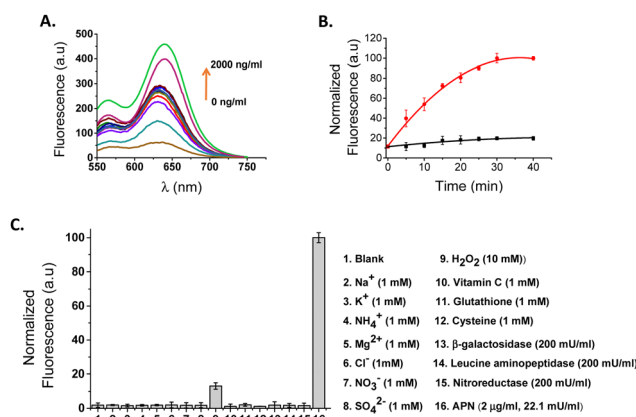 A.
500
400
300
200
100
0
Fluorescence (a.u)
2000 ng/ml
0 ng/ml
550 600 650 700 750
λ (nm)
B.
120
100
80
60
40
20
0
Normalized
Fluorescence (a.u)
0 10 20 30 40
Time (min)
C.
100
80
60
40
20
0
Normalized
Fluorescence (a.u)
1. Blank
2. Na+ (1 mM)
3. K+ (1 mM)
4. NH4+ (1 mM)
5. Mg2+ (1 mM)
6. Cl- (1mM)
7. NO3- (1 mM)
8. SO42- (1 mM)
9. H2O2 (10 mM))
10. Vitamin C (1 mM)
11. Glutathione (1 mM)
12. Cysteine (1 mM)
13. β-galactosidase (200 mU/ml)
14. Leucine aminopeptidase (200 mU/ml)
15. Nitroreductase (200 mU/ml)
16. APN (2 μg/ml, 22.1 mU/ml)